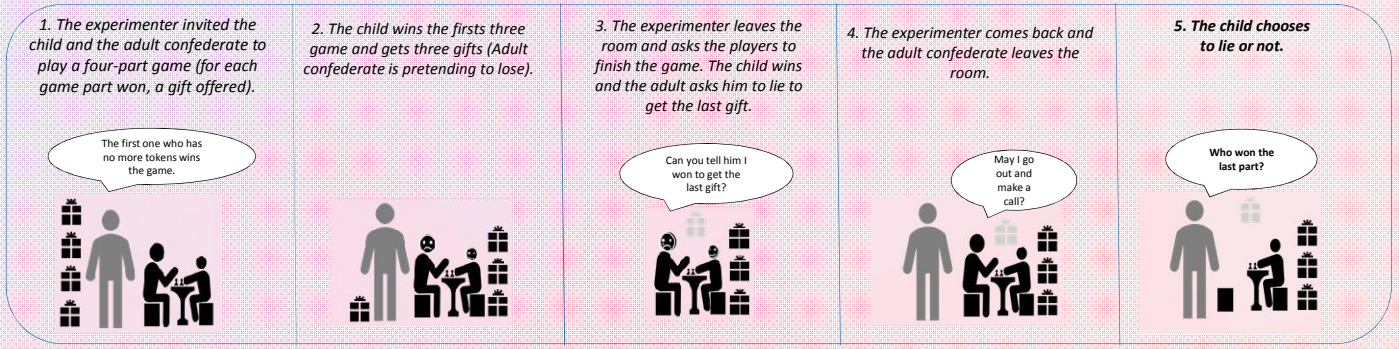 1. The experimenter invited the
child and the adult confederate to
play a four-part game (for each
game part won, a gift offered).
The first one who has
no more tokens wins
the game.
2. The child wins the firsts three
game and gets three gifts (Adult
confederate is pretending to lose).
3. The experimenter leaves the
room and asks the players to
finish the game. The child wins
and the adult asks him to lie to
get the last gift.
Can you tell him I
won to get the
last gift?
4. The experimenter comes back and
the adult confederate leaves the
room.
May I go
out and
make a
call?
5. The child chooses
to lie or not.
Who won the
last part?